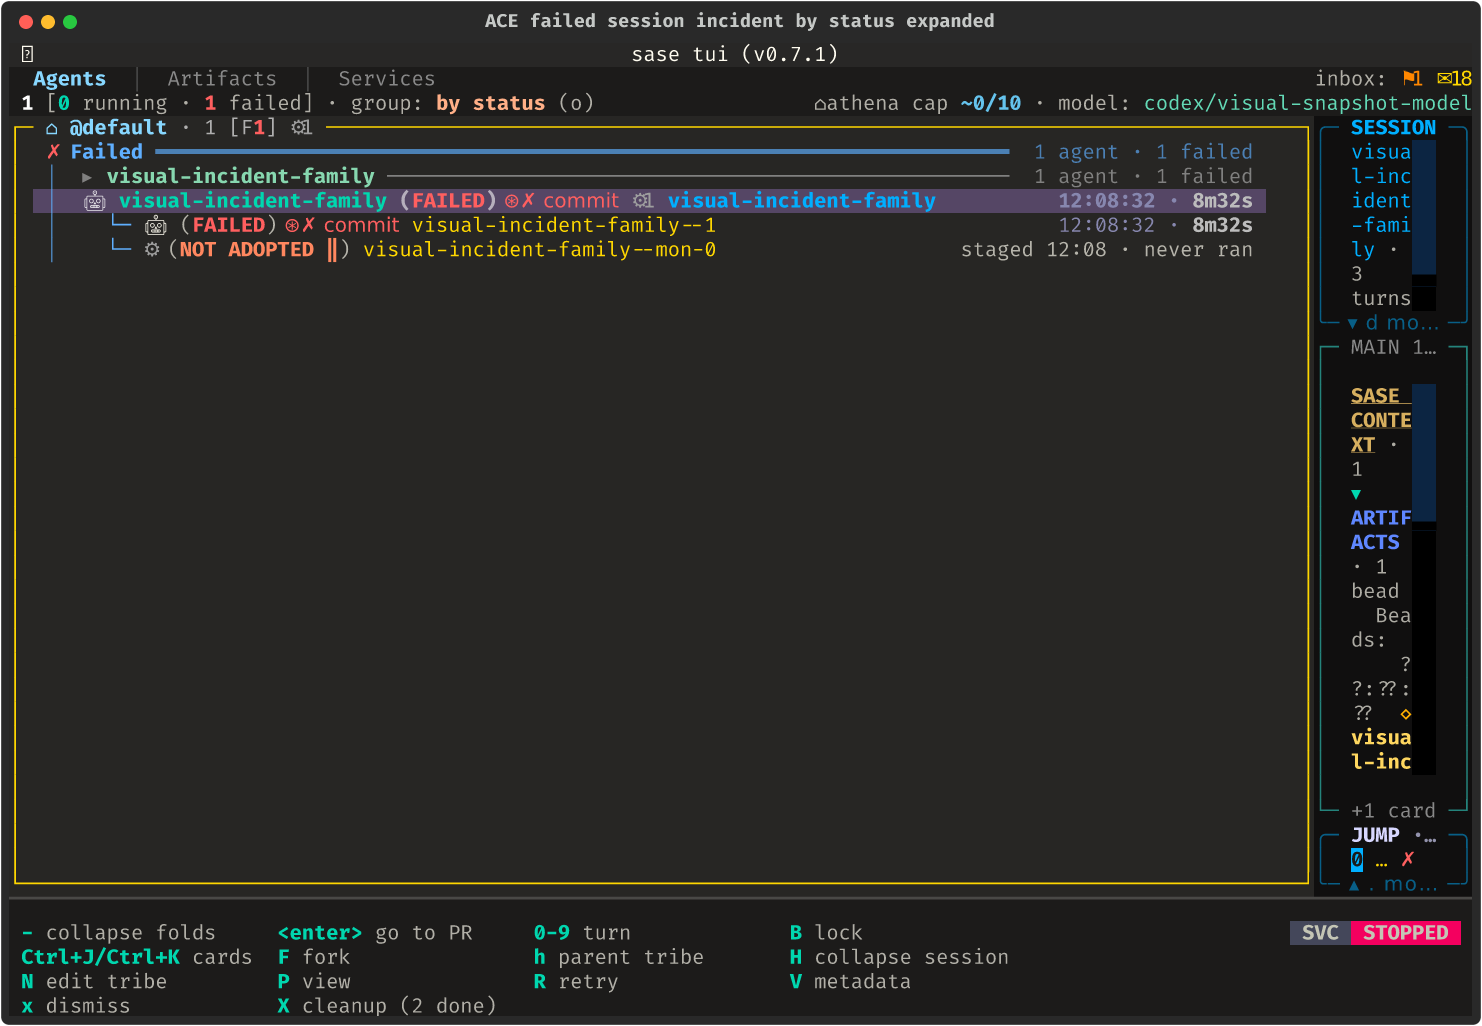 ACE failed session incident by status expanded
sase tui (v0.7.1)
Agents │ Artifacts │ Services inbox: ⚑1 ✉18
1 [0 running · 1 failed] · group: by status (o) ⌂athena cap ~0/10 · model: codex/visual-snapshot-model
⌂ @default · 1 [F1] ⚙1
✗ Failed 1 agent · 1 failed
▸ visual-incident-family 1 agent · 1 failed
visual-incident-family (FAILED) ⊛✗ commit ⚙1 visual-incident-family 12:08:32 · 8m32s
└─ (FAILED) ⊛✗ commit visual-incident-family--1 12:08:32 · 8m32s
└─ ⚙ (NOT ADOPTED ‖) visual-incident-family--mon-0 staged 12:08 · never ran
SESSION
visua
l-inc
ident
-fami
ly ·
3
turns
▾ d mo…
MAIN 1…
SASE
CONTE
XT ·
1
▾
ARTIF
ACTS
· 1
bead
Bea
ds:
?
?:??:
?? ◇
visua
l-inc
+1 card
JUMP ·…
0 … ✗
▴ . mo…
- collapse folds <enter> go to PR 0-9 turn B lock SVC STOPPED
Ctrl+J/Ctrl+K cards F fork h parent tribe H collapse session
N edit tribe P view R retry V metadata
x dismiss X cleanup (2 done)